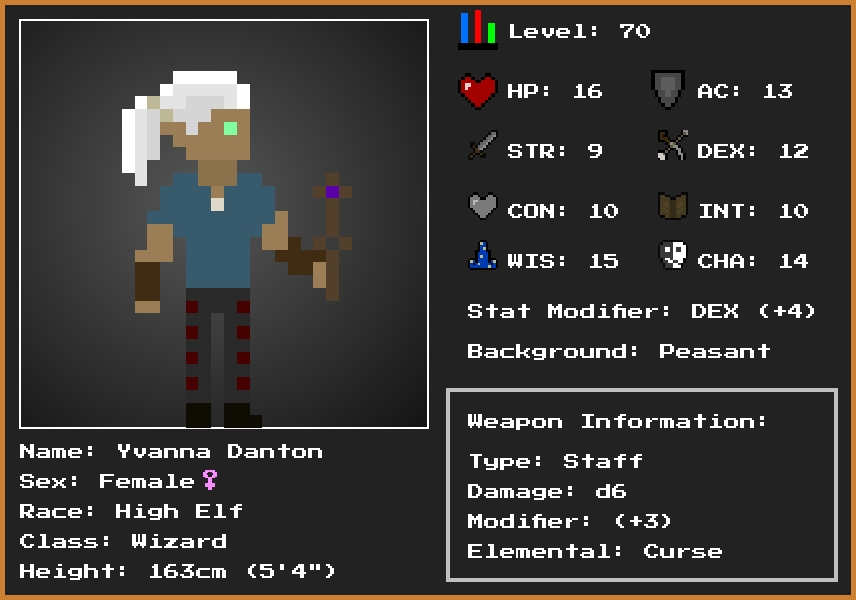 Level: 70
HP: 16
AC: 13
STR: 9
DEX: 12
CON: 10
INT: 10
WIS: 15
CHA: 14
Stat Modifier: DEX (+4)
Background: Peasant
Weapon Information:
Type: Staff
Damage: d6
Modifier: (+3)
Elemental: Curse
Name: Yvanna Danton
Sex: Female♀
Race: High Elf
Class: Wizard
Height: 163cm (5'4")